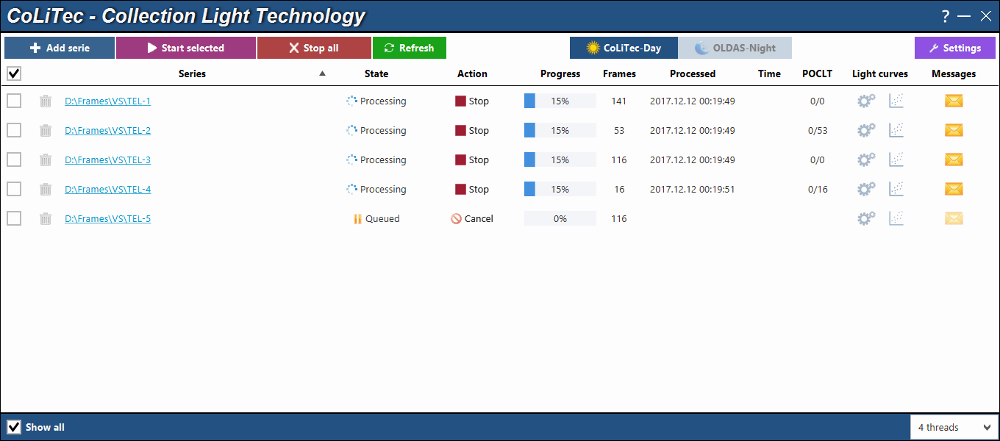 CoLiTec - Collection Light Technology ?
Add serie Start selected Stop all Refresh CoLiTec-Day OLDAS-Night Settings
Series State Action Progress Frames Processed Time POCLT Light curves Messages
D:\Frames\VS\TEL-1 Processing Stop 15% 141 2017.12.12 00:19:49 0/0
D:\Frames\VS\TEL-2 Processing Stop 15% 53 2017.12.12 00:19:49 0/53
D:\Frames\VS\TEL-3 Processing Stop 15% 116 2017.12.12 00:19:49 0/0
D:\Frames\VS\TEL-4 Processing Stop 15% 16 2017.12.12 00:19:51 0/16
D:\Frames\VS\TEL-5 Queued Cancel 0% 116
Show all 4 threads